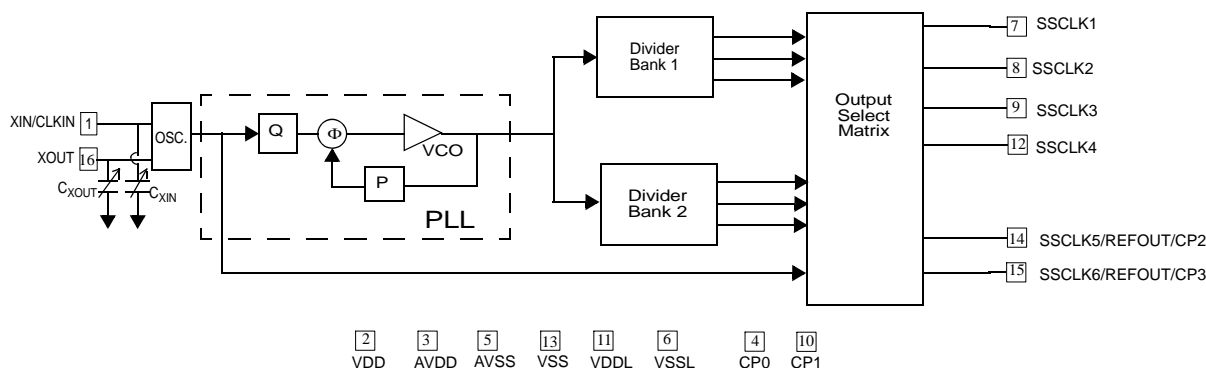 XIN/CLKIN 1
XOUT 16
C XOUT
C XIN
OSC.
Q
Φ
VCO
P
PLL
Divider
Bank 1
Divider
Bank 2
Output
Select
Matrix
7 SSCLK1
8 SSCLK2
9 SSCLK3
12 SSCLK4
14 SSCLK5/REFOUT/CP2
15 SSCLK6/REFOUT/CP3
2 3 5 13 11 6 4 10
VDD AVDD AVSS VSS VDDL VSSL CP0 CP1